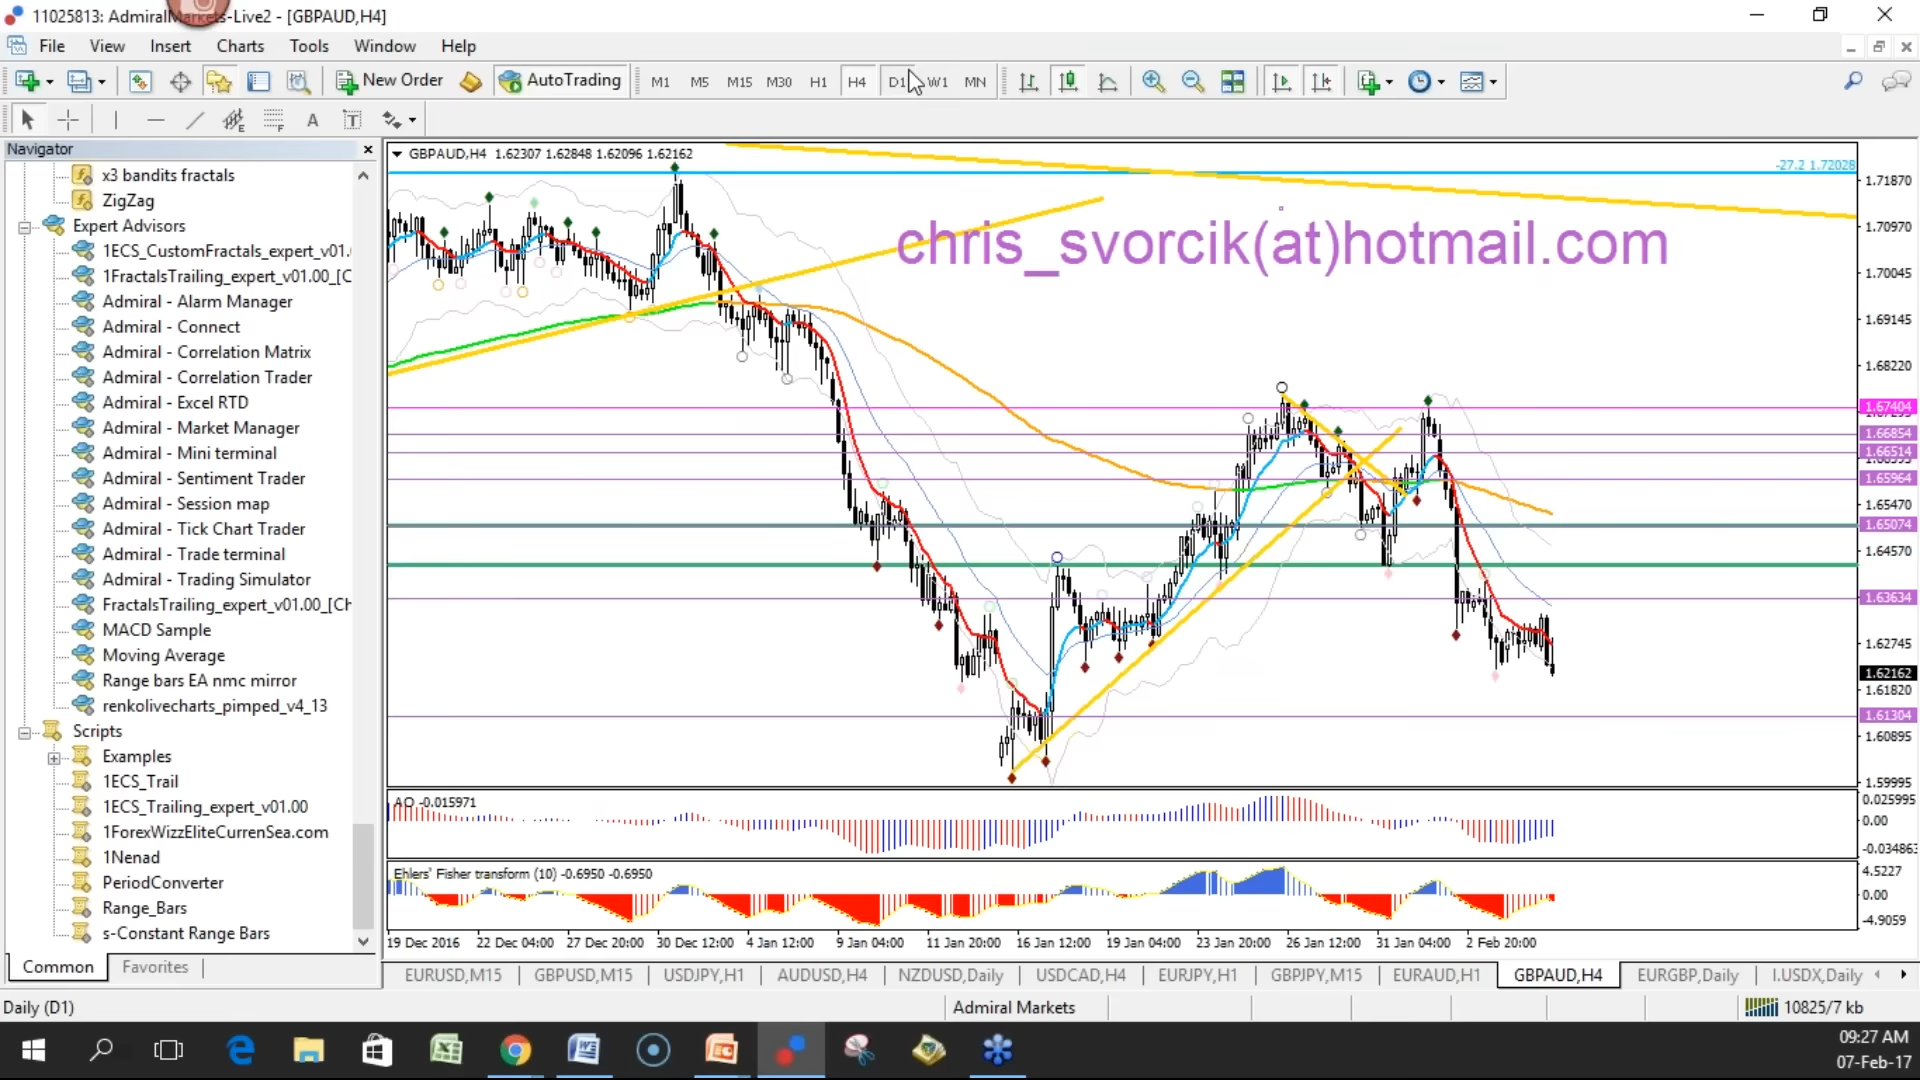 11025813: AdmiralMarkets-Live2 - [GBPAUD,H4]
File View Insert Charts Tools Window Help
New Order AutoTrading M1 M5 M15 M30 H1 H4 D1 W1 MN
A T
Navigator
x3 bandits fractals
ZigZag
Expert Advisors
1ECS_CustomFractals_expert_v01.
1FractalsTrailing_expert_v01.00_[C
Admiral - Alarm Manager
Admiral - Connect
Admiral - Correlation Matrix
Admiral - Correlation Trader
Admiral - Excel RTD
Admiral - Market Manager
Admiral - Mini terminal
Admiral - Sentiment Trader
Admiral - Session map
Admiral - Tick Chart Trader
Admiral - Trade terminal
Admiral - Trading Simulator
FractalsTrailing_expert_v01.00_[Ch
MACD Sample
Moving Average
Range bars EA nmc mirror
renkolivecharts_pimped_v4_13
Scripts
Examples
1ECS_Trail
1ECS_Trailing_expert_v01.00
1ForexWizzEliteCurrenSea.com
1Nenad
PeriodConverter
Range_Bars
s-Constant Range Bars
Common Favorites
GBPAUD,H4 1.62307 1.62848 1.62096 1.62162
-27.2 1.72028
chris_svorcik(at)hotmail.com
1.71870
1.70970
1.70045
1.69145
1.68220
1.67404
1.66854
1.66514
1.65964
1.65470
1.65074
1.64570
1.63634
1.62745
1.62162
1.61820
1.61304
1.60895
1.59995
AO -0.015971
0.025995
0.00
-0.034863
Ehlers' Fisher transform (10) -0.6950 -0.6950
4.5227
0.00
-4.9059
19 Dec 2016 22 Dec 04:00 27 Dec 20:00 30 Dec 12:00 4 Jan 12:00 9 Jan 04:00 11 Jan 20:00 16 Jan 12:00 19 Jan 04:00 23 Jan 20:00 26 Jan 12:00 31 Jan 04:00 2 Feb 20:00
EURUSD,M15 GBPUSD,M15 USDJPY,H1 AUDUSD,H4 NZDUSD,Daily USDCAD,H4 EURJPY,H1 GBPJPY,M15 EURAUD,H1 GBPAUD,H4 EURGBP,Daily I.USDX,Daily
Daily (D1) Admiral Markets 10825/7 kb
09:27 AM
07-Feb-17